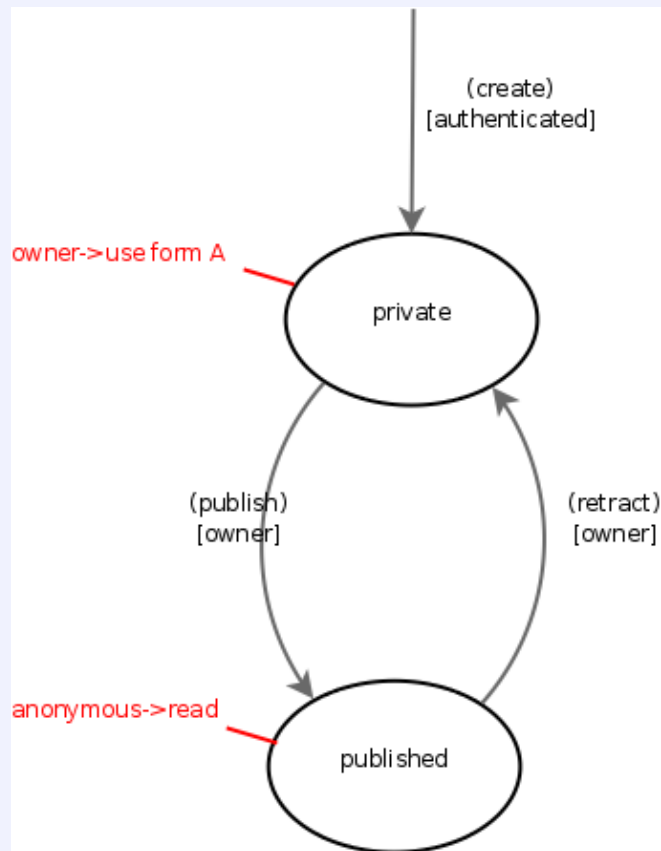 (create)
[authenticated]
owner->use form A
private
(publish)
[owner]
(retract)
[owner]
anonymous->read
published